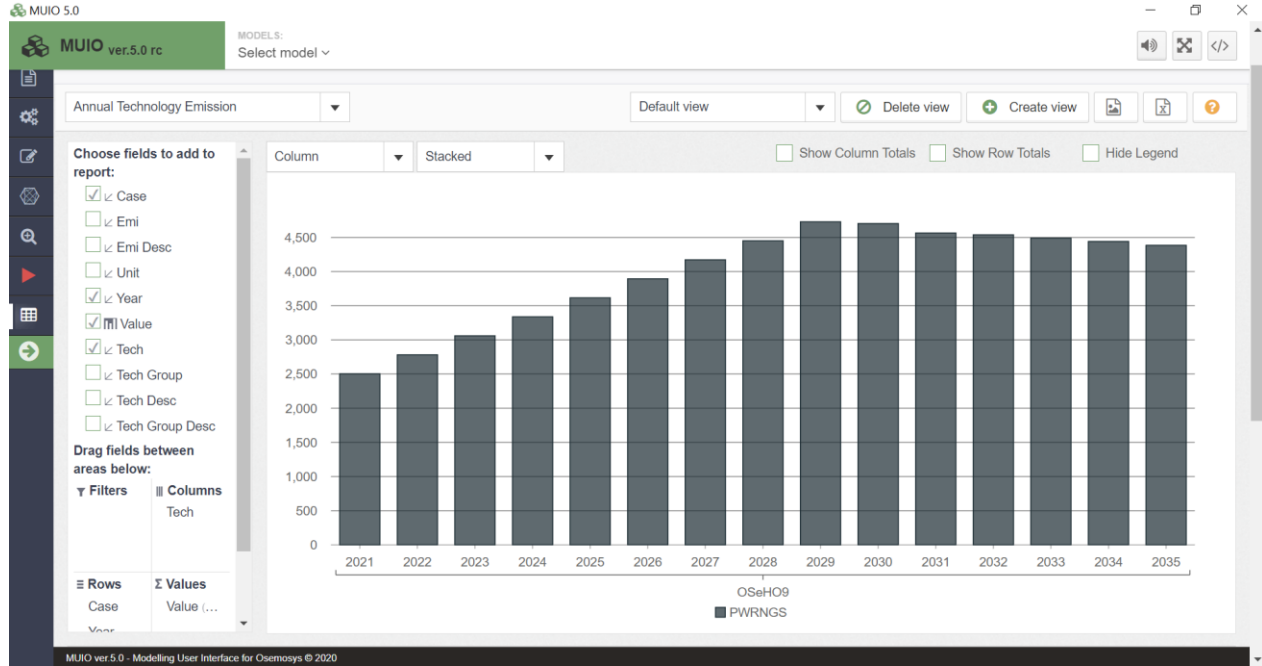 MUIO 5.0
MUIO ver.5.0 rc
MODELS:
Select model
</>
Annual Technology Emission
Default view
Delete view
Create view
Choose fields to add to
report:
Case
Emi
Emi Desc
Unit
Year
Value
Tech
Tech Group
Tech Desc
Tech Group Desc
Drag fields between
areas below:
Filters
Columns
Tech
Rows
Σ Values
Case
Value (...
Year
Column
Stacked
Show Column Totals
Show Row Totals
Hide Legend
4,500
4,000
3,500
3,000
2,500
2,000
1,500
1,000
500
0
2021 2022 2023 2024 2025 2026 2027 2028 2029 2030 2031 2032 2033 2034 2035
OSeHO9
PWRNGS
MUIO ver.5.0 - Modelling User Interface for Osemosys © 2020